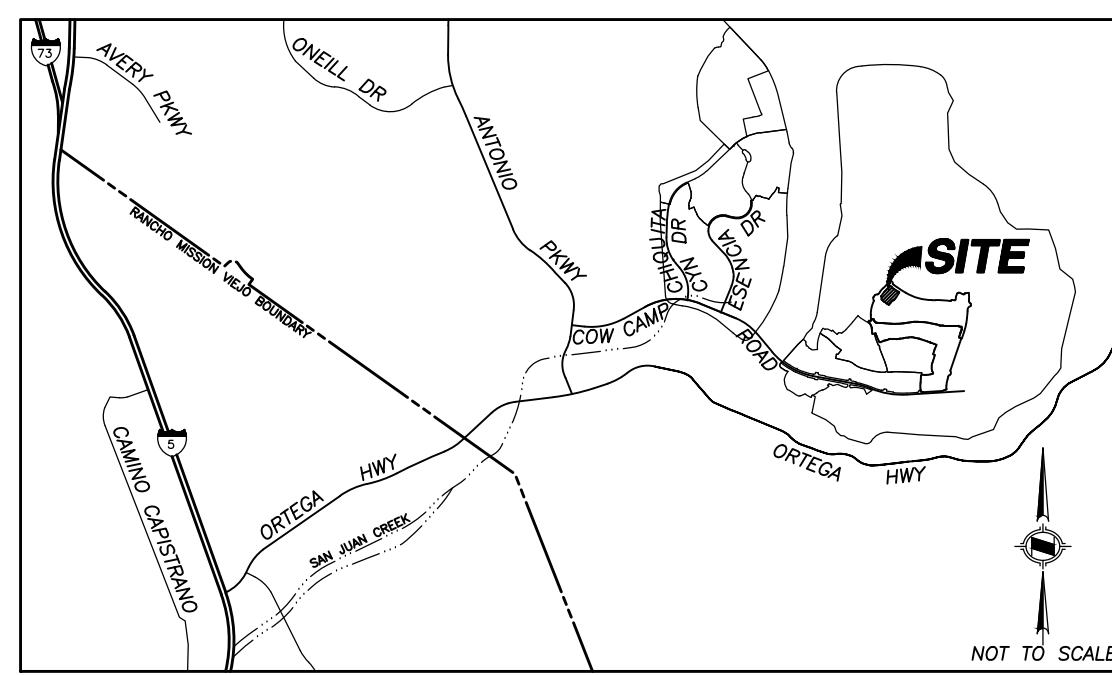 73
AVERY PKWY
ONEILL DR
ANTONIO
PKWY
RANCHO MISSION VIEJO BOUNDARY
CHIQUITA
CYN DR
ESENCIA DR
SITE
COW CAMP
ROAD
5
CAMINO CAPISTRANO
ORTEGA HWY
SAN JUAN CREEK
ORTEGA HWY
NOT TO SCALE